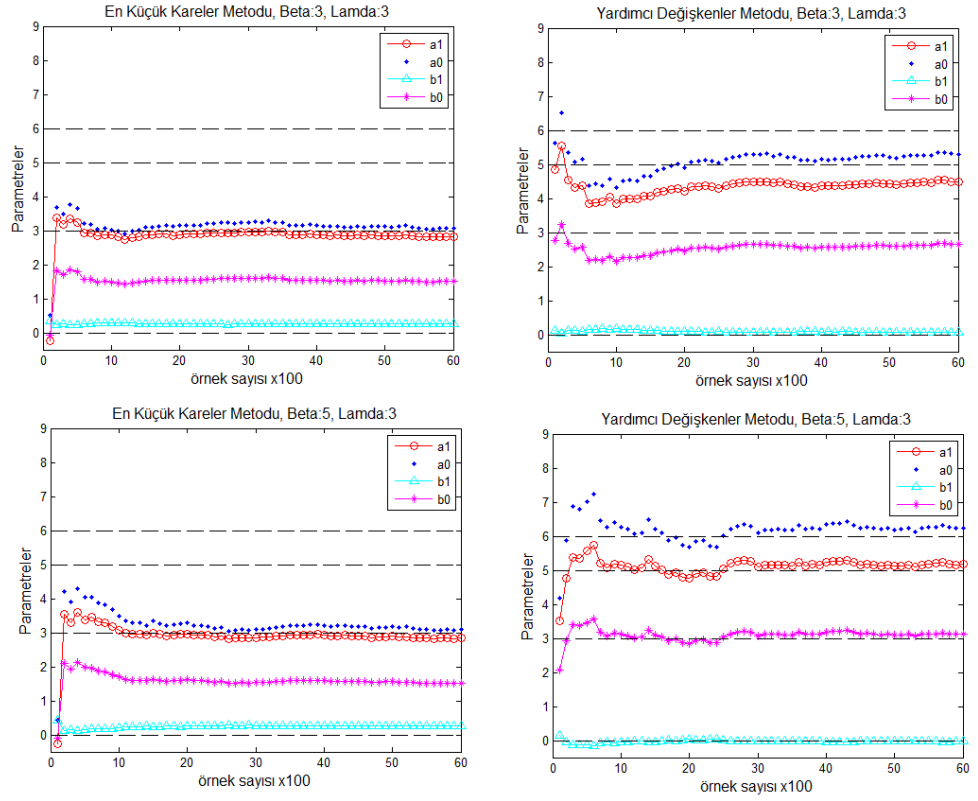 En Küçük Kareler Metodu, Beta:3, Lamda:3
Parametreler
9
8
7
6
5
4
3
2
1
0
a1
a0
b1
b0
0 10 20 30 40 50 60
örnek sayısı x100
Yardımcı Değişkenler Metodu, Beta:3, Lamda:3
Parametreler
9
8
7
6
5
4
3
2
1
0
a1
a0
b1
b0
0 10 20 30 40 50 60
örnek sayısı x100
En Küçük Kareler Metodu, Beta:5, Lamda:3
Parametreler
9
8
7
6
5
4
3
2
1
0
a1
a0
b1
b0
0 10 20 30 40 50 60
örnek sayısı x100
Yardımcı Değişkenler Metodu, Beta:5, Lamda:3
Parametreler
9
8
7
6
5
4
3
2
1
0
a1
a0
b1
b0
0 10 20 30 40 50 60
örnek sayısı x100